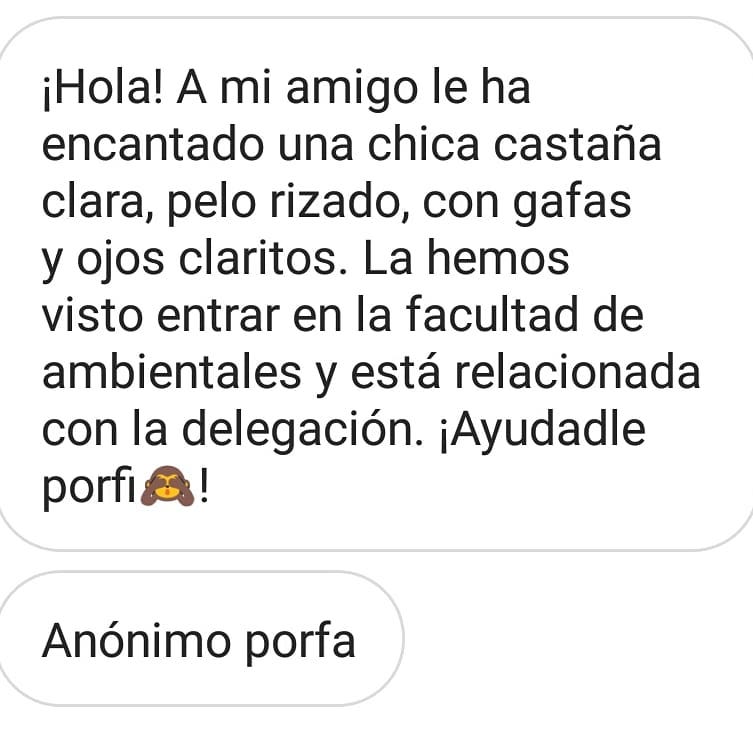 ¡Hola! A mi amigo le ha
encantado una chica castaña
clara, pelo rizado, con gafas
y ojos claritos. La hemos
visto entrar en la facultad de
ambientales y está relacionada
con la delegación. ¡Ayudadle
porfi🙈!
Anónimo porfa